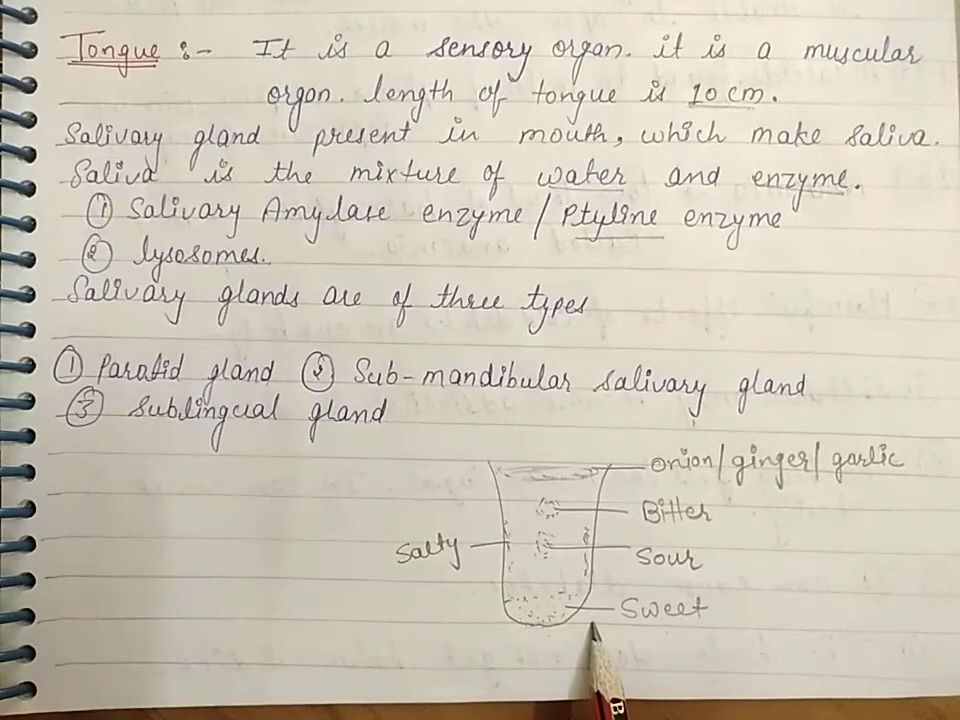 Tongue :- It is a sensory organ. it is a muscular
organ. length of tongue is 10 cm.
Salivary gland present in mouth, which make saliva.
Saliva is the mixture of water and enzyme.
① Salivary Amylase enzyme / Ptyline enzyme
② lysosomes.
Salivary glands are of three types
① Parotid gland ② Sub-mandibular salivary gland
③ Sublingual gland
Onion/ginger/garlic
Bitter
Salty
Sour
Sweet
B